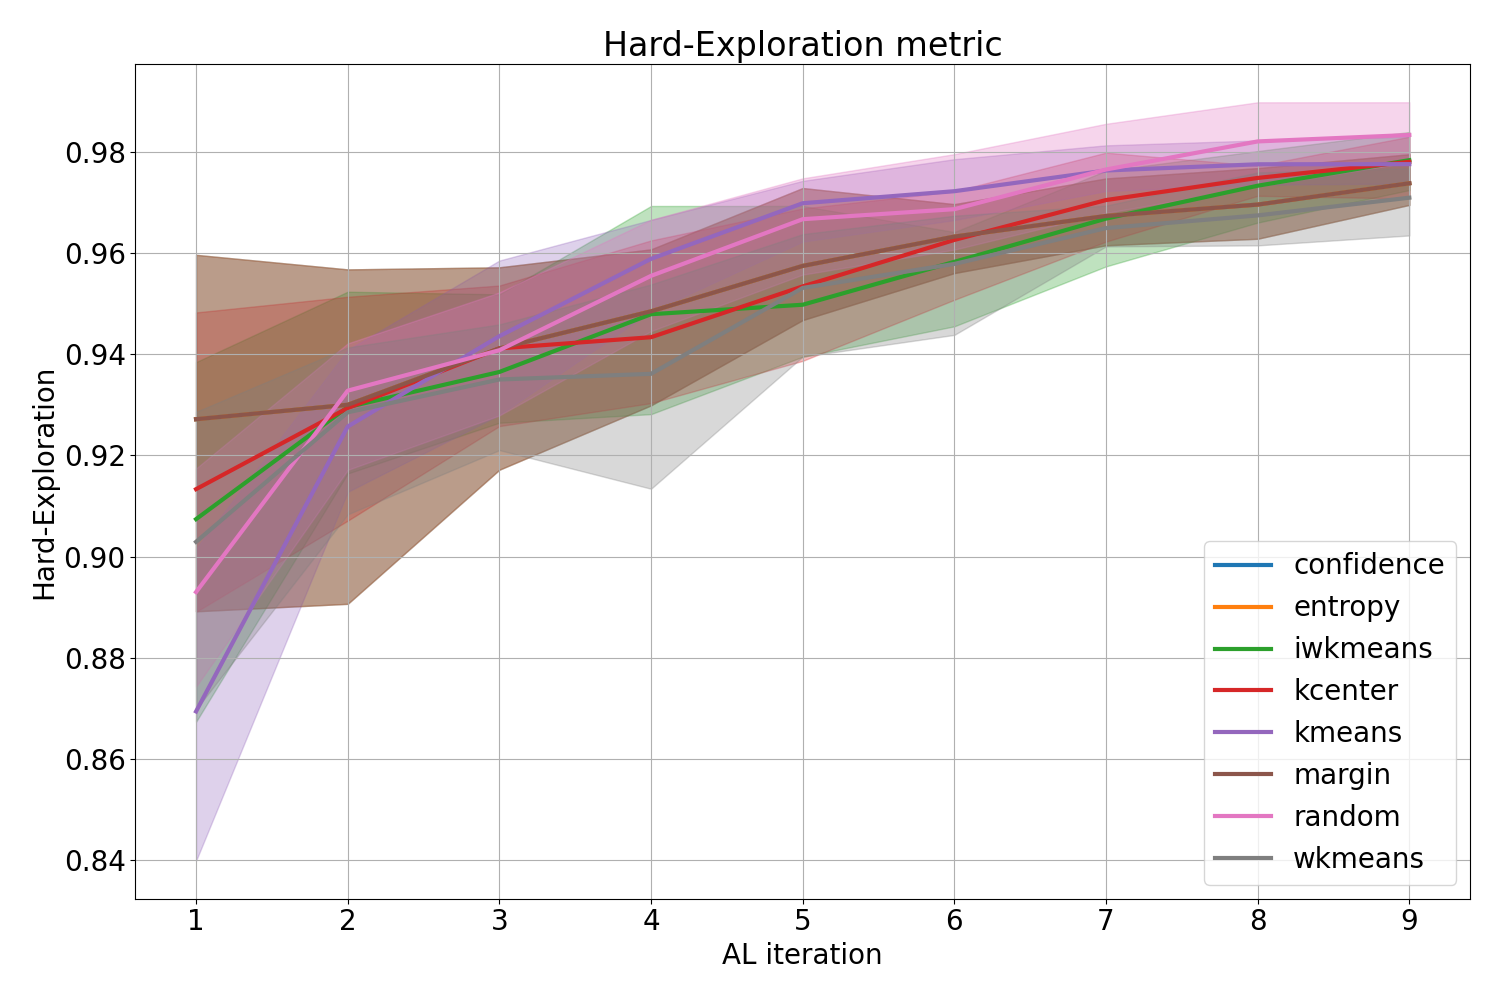 Hard-Exploration metric
Hard-Exploration
0.98
0.96
0.94
0.92
0.90
0.88
0.86
0.84
1 2 3 4 5 6 7 8 9
AL iteration
confidence
entropy
iwkmeans
kcenter
kmeans
margin
random
wkmeans